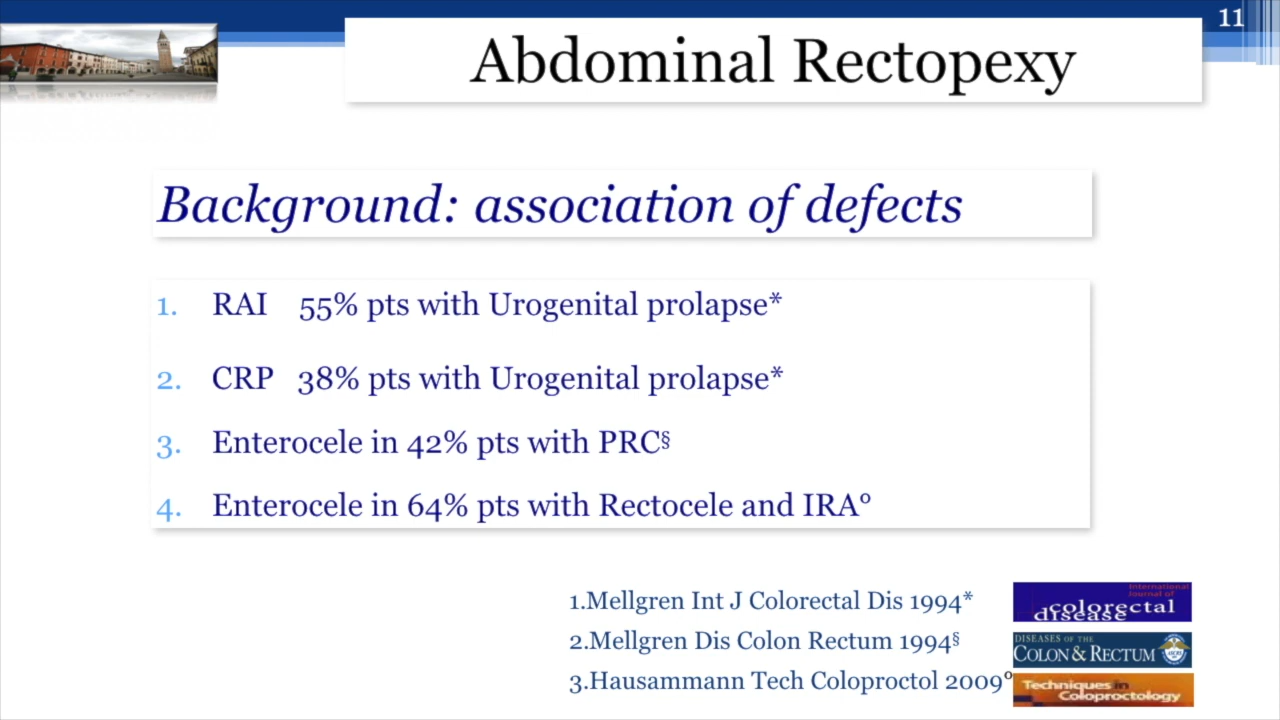 11
Abdominal Rectopexy
Background: association of defects
1. RAI 55% pts with Urogenital prolapse*
2. CRP 38% pts with Urogenital prolapse*
3. Enterocele in 42% pts with PRC§
4. Enterocele in 64% pts with Rectocele and IRA°
1.Mellgren Int J Colorectal Dis 1994*
2.Mellgren Dis Colon Rectum 1994§
3.Hausammann Tech Coloproctol 2009°
International
Journal of
colorectal
disease
DISEASES OF THE
COLON & RECTUM
Techniques in
Coloproctology